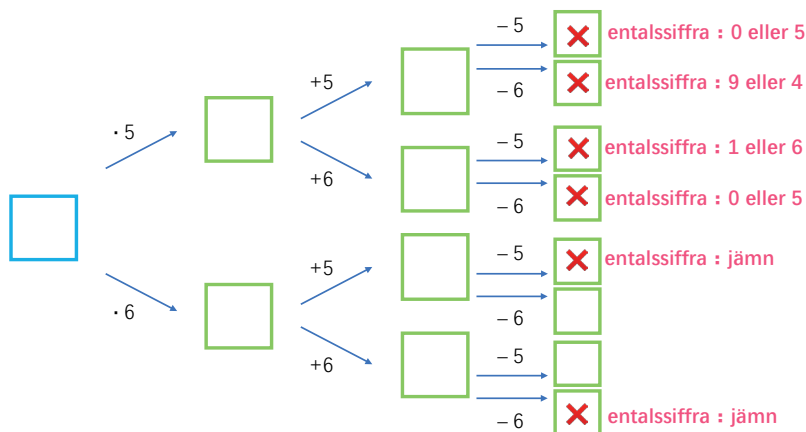 − 5
entalssiffra：0 eller 5
+5
− 6
entalssiffra：9 eller 4
· 5
− 5
entalssiffra：1 eller 6
+6
− 6
entalssiffra：0 eller 5
− 5
entalssiffra：jämn
+5
· 6
− 6
+6
− 5
− 6
entalssiffra：jämn